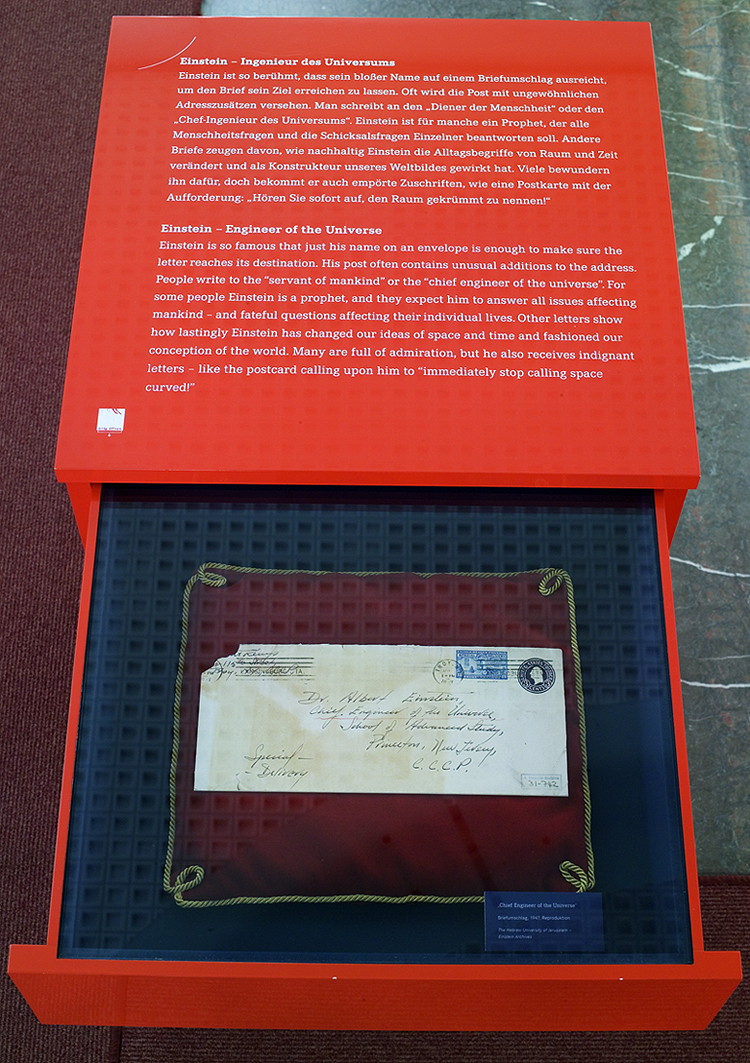 Einstein – Ingenieur des Universums
Einstein ist so berühmt, dass sein bloßer Name auf einem Briefumschlag ausreicht,
um den Brief sein Ziel erreichen zu lassen. Oft wird die Post mit ungewöhnlichen
Adresszusätzen versehen. Man schreibt an den „Diener der Menschheit“ oder den
„Chef-Ingenieur des Universums“. Einstein ist für manche ein Prophet, der alle
Menschheitsfragen und die Schicksalsfragen Einzelner beantworten soll. Andere
Briefe zeugen davon, wie nachhaltig Einstein die Alltagsbegriffe von Raum und Zeit
verändert und als Konstrukteur unseres Weltbildes gewirkt hat. Viele bewundern
ihn dafür, doch bekommt er auch empörte Zuschriften, wie eine Postkarte mit der
Aufforderung: „Hören Sie sofort auf, den Raum gekrümmt zu nennen!“
Einstein – Engineer of the Universe
Einstein is so famous that just his name on an envelope is enough to make sure the
letter reaches its destination. His post often contains unusual additions to the address.
People write to the “servant of mankind” or the “chief engineer of the universe”. For
some people Einstein is a prophet, and they expect him to answer all issues affecting
mankind – and fateful questions affecting their individual lives. Other letters show
how lastingly Einstein has changed our ideas of space and time and fashioned our
conception of the world. Many are full of admiration, but he also receives indignant
letters – like the postcard calling upon him to “immediately stop calling space
curved!”
Dr. Albert Einstein
Chief Engineer of the Universe,
School of Advanced Study,
Princeton, New Jersey,
C.C.C.P.
Special –
– Delivery
31-762
‚Chief Engineer of the Universe‘
Briefumschlag, 1947, Reproduktion
The Hebrew University of Jerusalem –
Einstein Archives